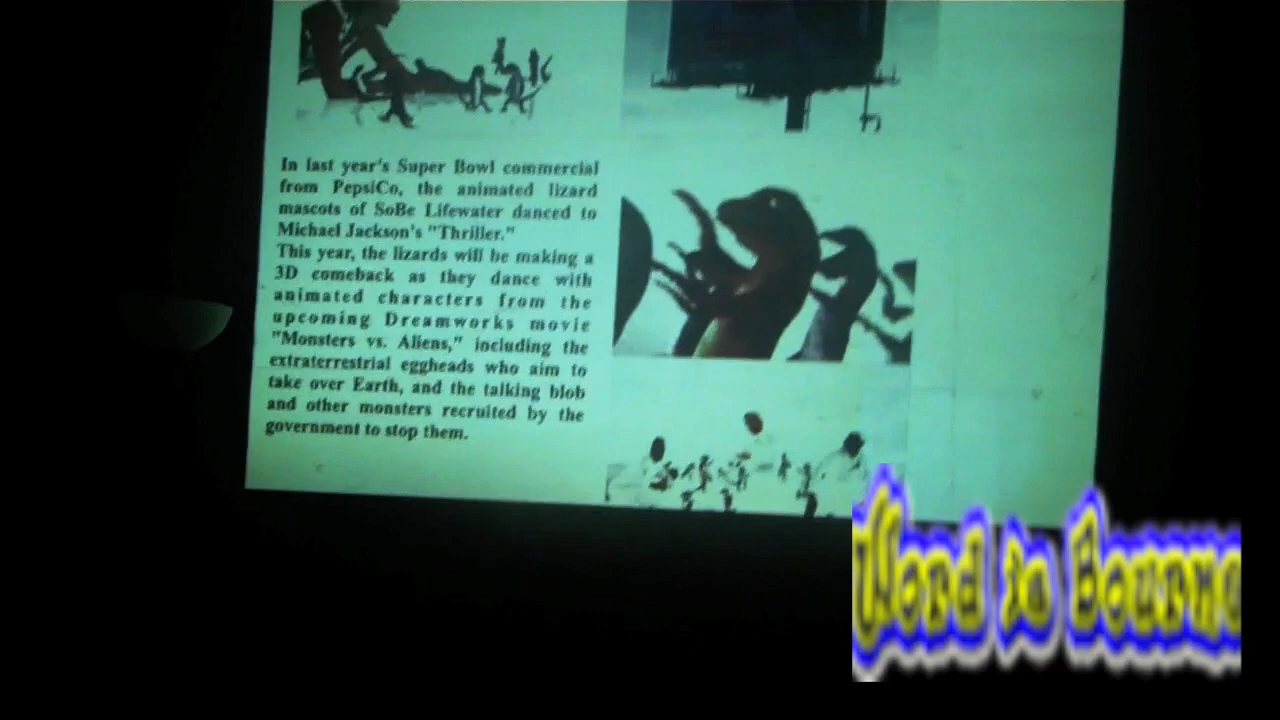 In last year's Super Bowl commercial
from PepsiCo, the animated lizard
mascots of SoBe Lifewater danced to
Michael Jackson's "Thriller."
This year, the lizards will be making a
3D comeback as they dance with
animated characters from the
upcoming Dreamworks movie
"Monsters vs. Aliens," including the
extraterrestrial eggheads who aim to
take over Earth, and the talking blob
and other monsters recruited by the
government to stop them.
Word in Bourno